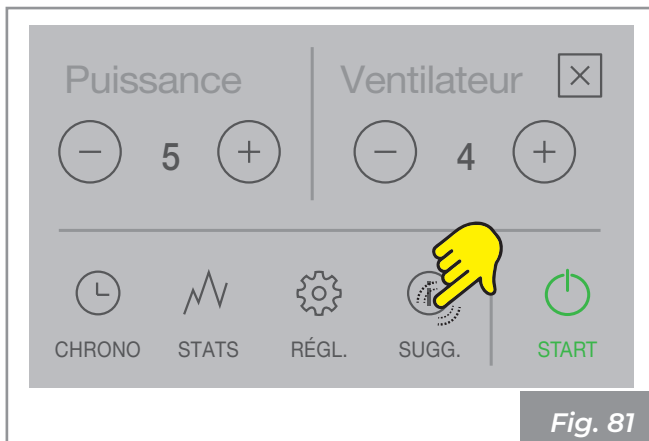 Puissance Ventilateur
5 4
CHRONO STATS RÉGL. SUGG. START
Fig. 81